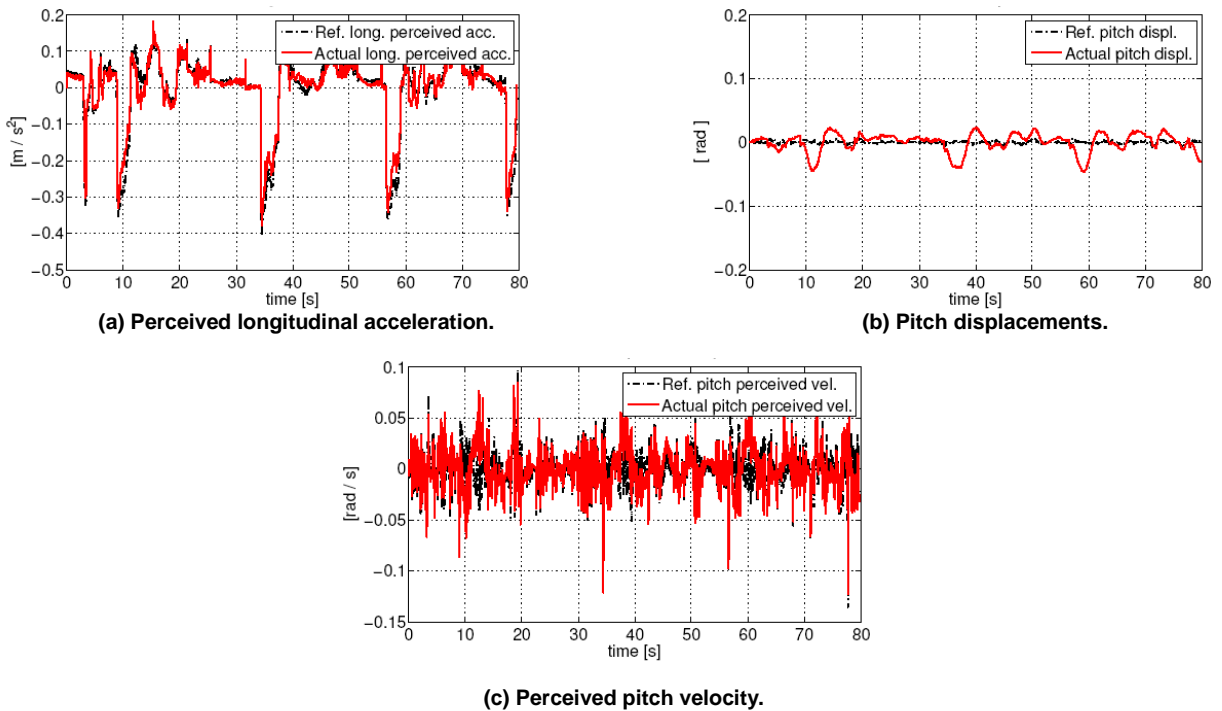 0.2
0.1
0
−0.1
−0.2
−0.3
−0.4
−0.5
[m / s²]
Ref. long. perceived acc.
Actual long. perceived acc.
0 10 20 30 40 50 60 70 80
time [s]
(a) Perceived longitudinal acceleration.
0.2
0.1
0
−0.1
−0.2
[ rad ]
Ref. pitch displ.
Actual pitch displ.
0 10 20 30 40 50 60 70 80
time [s]
(b) Pitch displacements.
0.1
0.05
0
−0.05
−0.1
−0.15
[rad / s]
Ref. pitch perceived vel.
Actual pitch perceived vel.
0 10 20 30 40 50 60 70 80
time [s]
(c) Perceived pitch velocity.